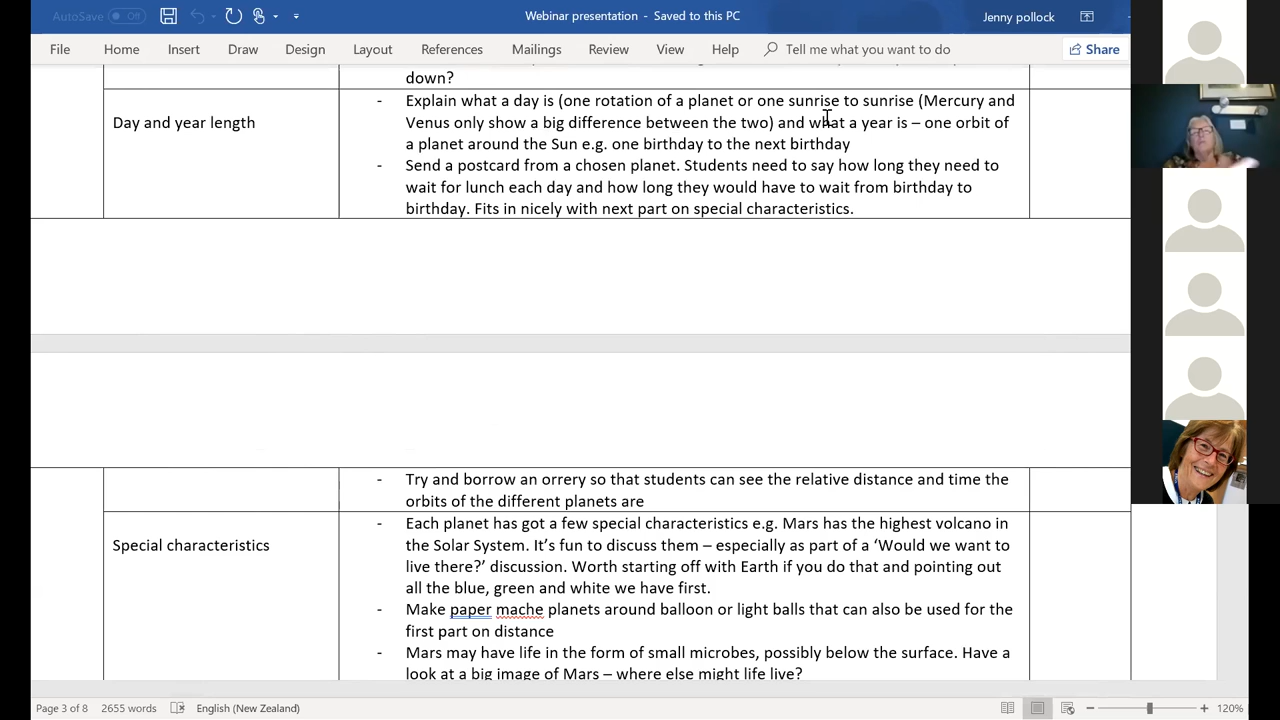 AutoSave Off
Webinar presentation - Saved to this PC
Jenny pollock
File Home Insert Draw Design Layout References Mailings Review View Help Tell me what you want to do Share
down?
Day and year length
- Explain what a day is (one rotation of a planet or one sunrise to sunrise (Mercury and
Venus only show a big difference between the two) and what a year is – one orbit of
a planet around the Sun e.g. one birthday to the next birthday
- Send a postcard from a chosen planet. Students need to say how long they need to
wait for lunch each day and how long they would have to wait from birthday to
birthday. Fits in nicely with next part on special characteristics.
- Try and borrow an orrery so that students can see the relative distance and time the
orbits of the different planets are
Special characteristics
- Each planet has got a few special characteristics e.g. Mars has the highest volcano in
the Solar System. It’s fun to discuss them – especially as part of a ‘Would we want to
live there?’ discussion. Worth starting off with Earth if you do that and pointing out
all the blue, green and white we have first.
- Make paper mache planets around balloon or light balls that can also be used for the
first part on distance
- Mars may have life in the form of small microbes, possibly below the surface. Have a
look at a big image of Mars – where else might life live?
Page 3 of 8 2655 words English (New Zealand) 120%